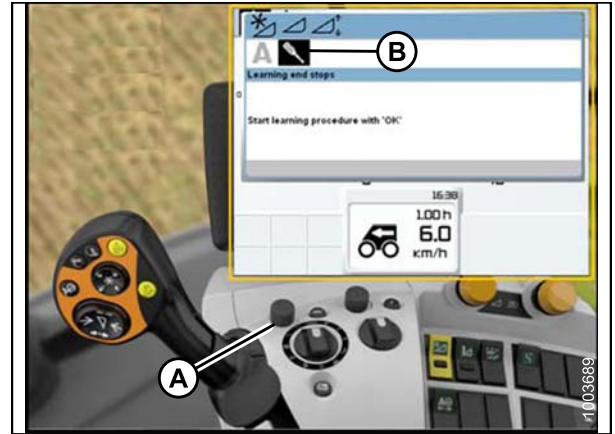 A
B
Learning end stops
Start learning procedure with 'OK'
16:38
1.00 h
6.0
km/h
A
1003689